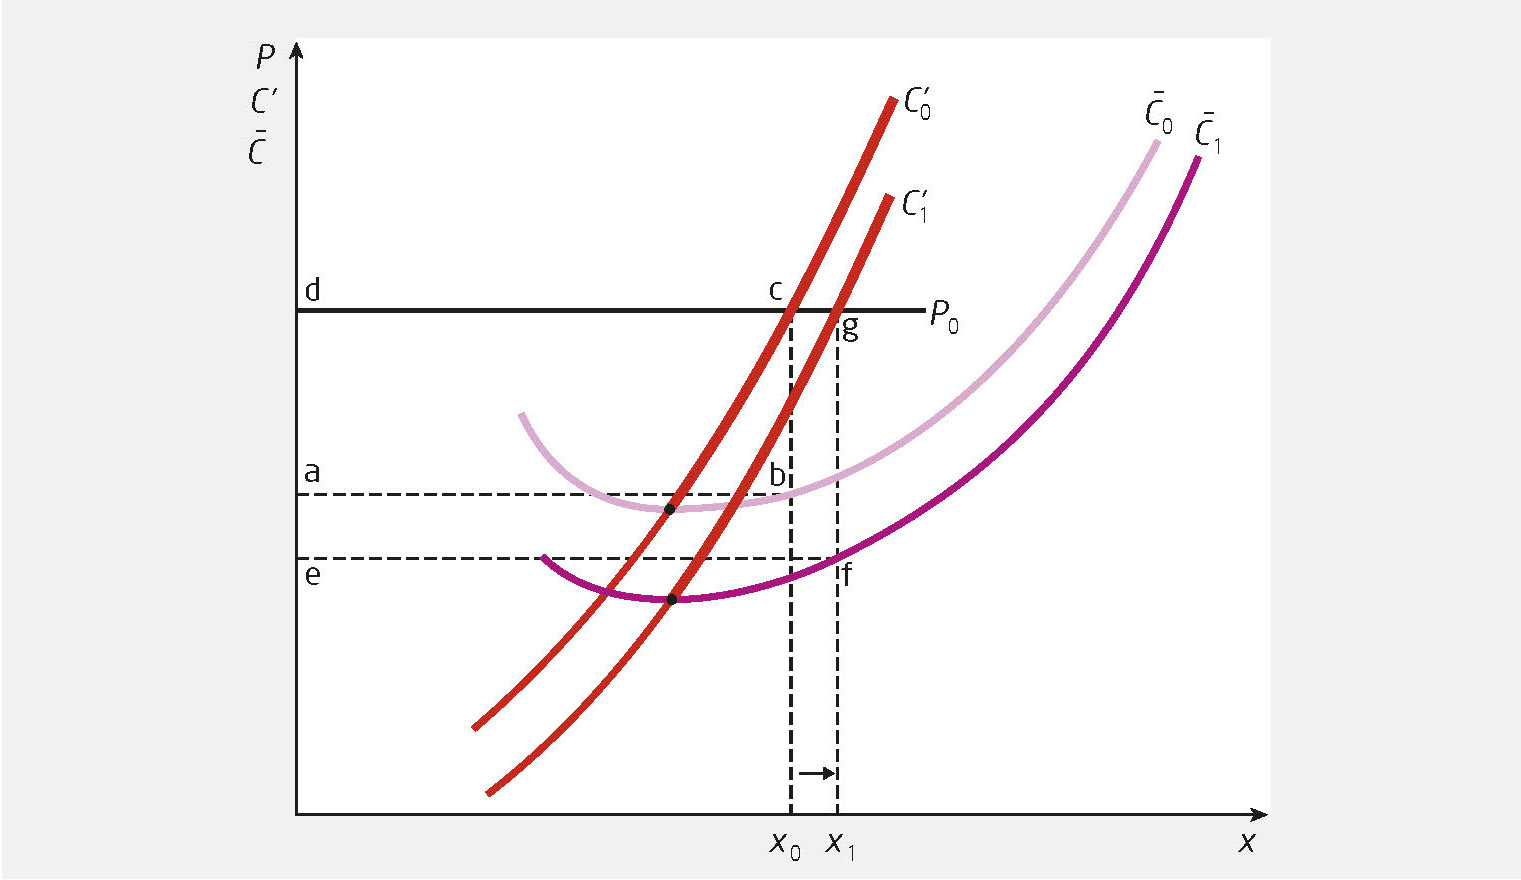 P
C′
C̄
C′₀
C̄₀
C̄₁
C′₁
d
c
P₀
g
a
b
e
f
x₀
x₁
x